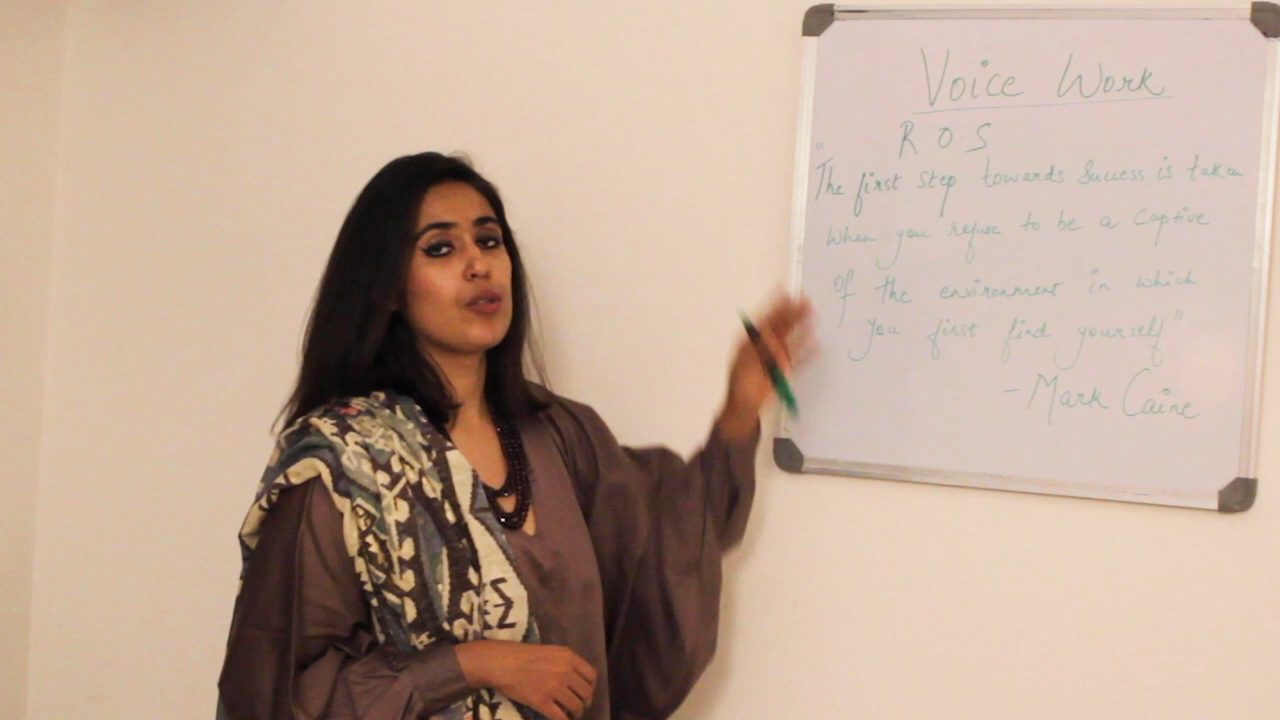 Voice Work
R O.S
"The first step towards Success is taken
when you refuse to be a captive
of the environment in which
you first find yourself"
- Mark Caine